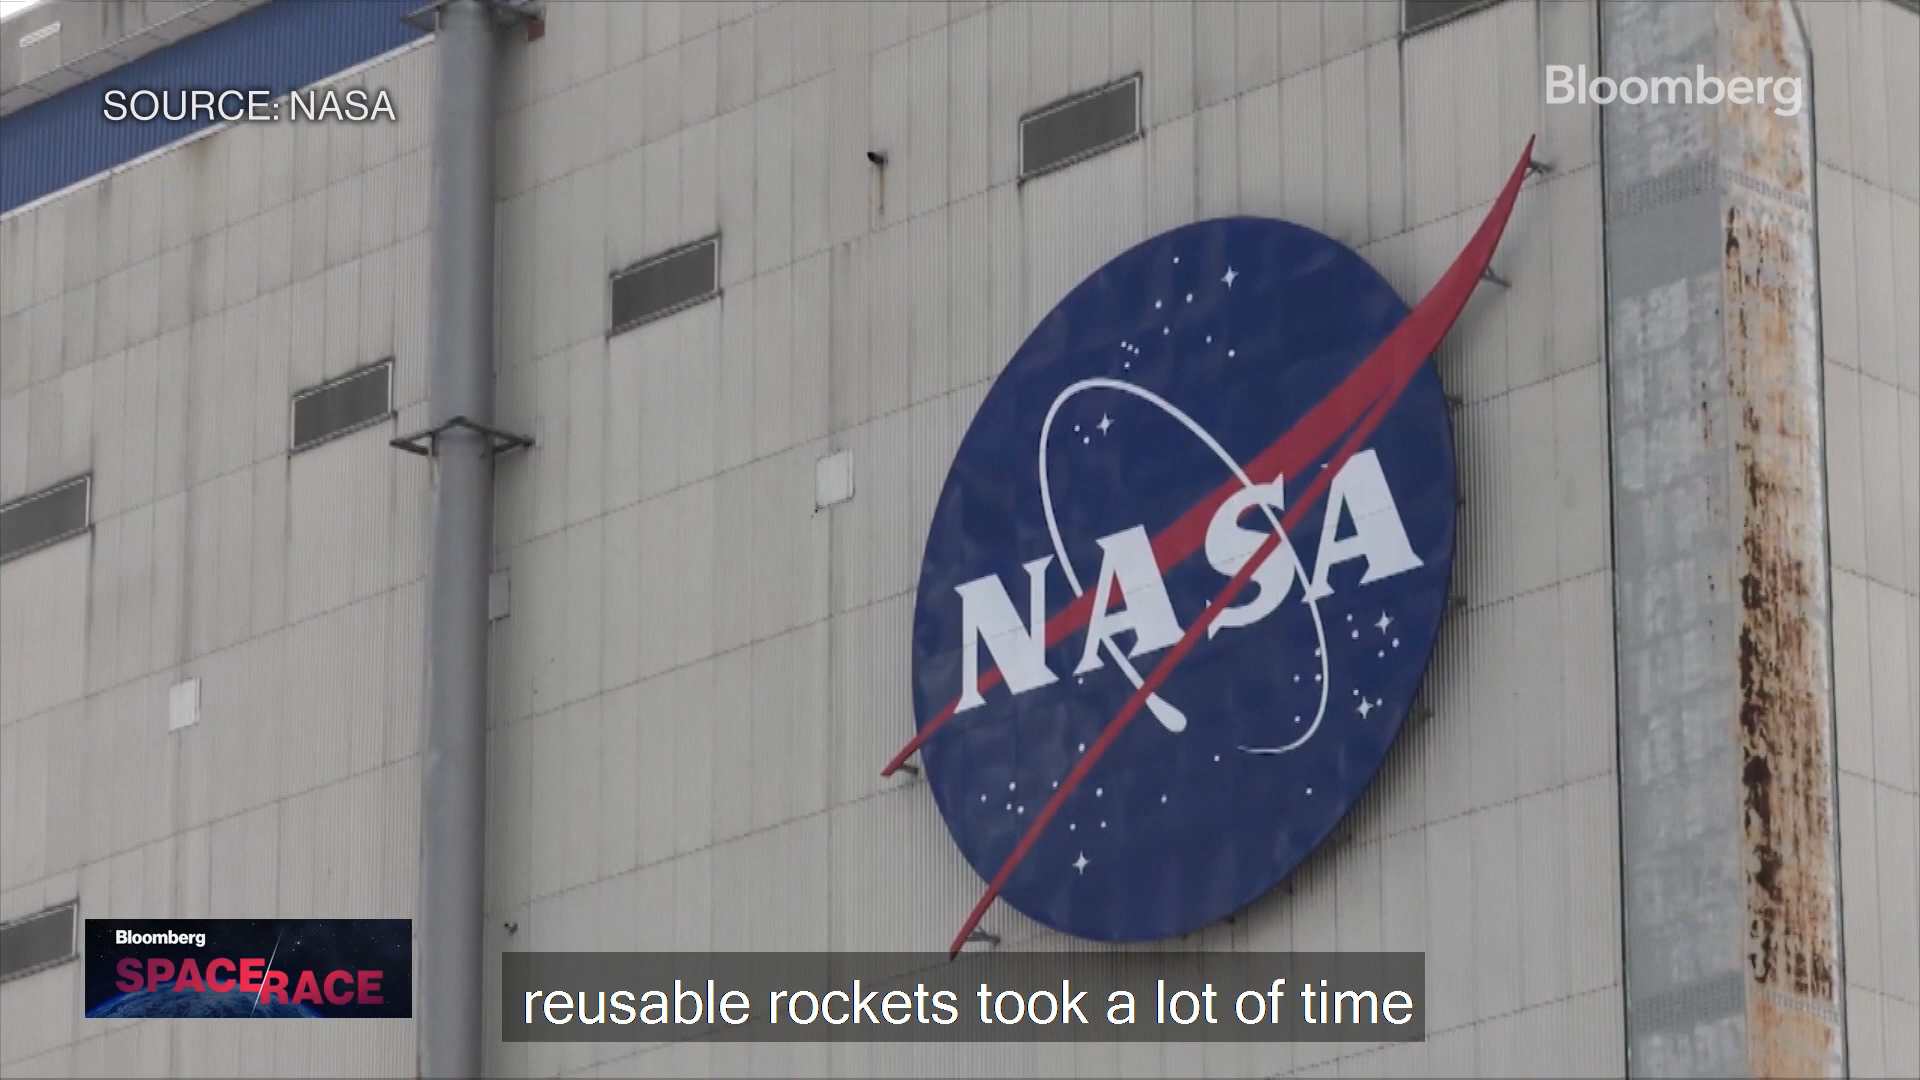 SOURCE: NASA
Bloomberg
NASA
Bloomberg
SPACE RACE
reusable rockets took a lot of time